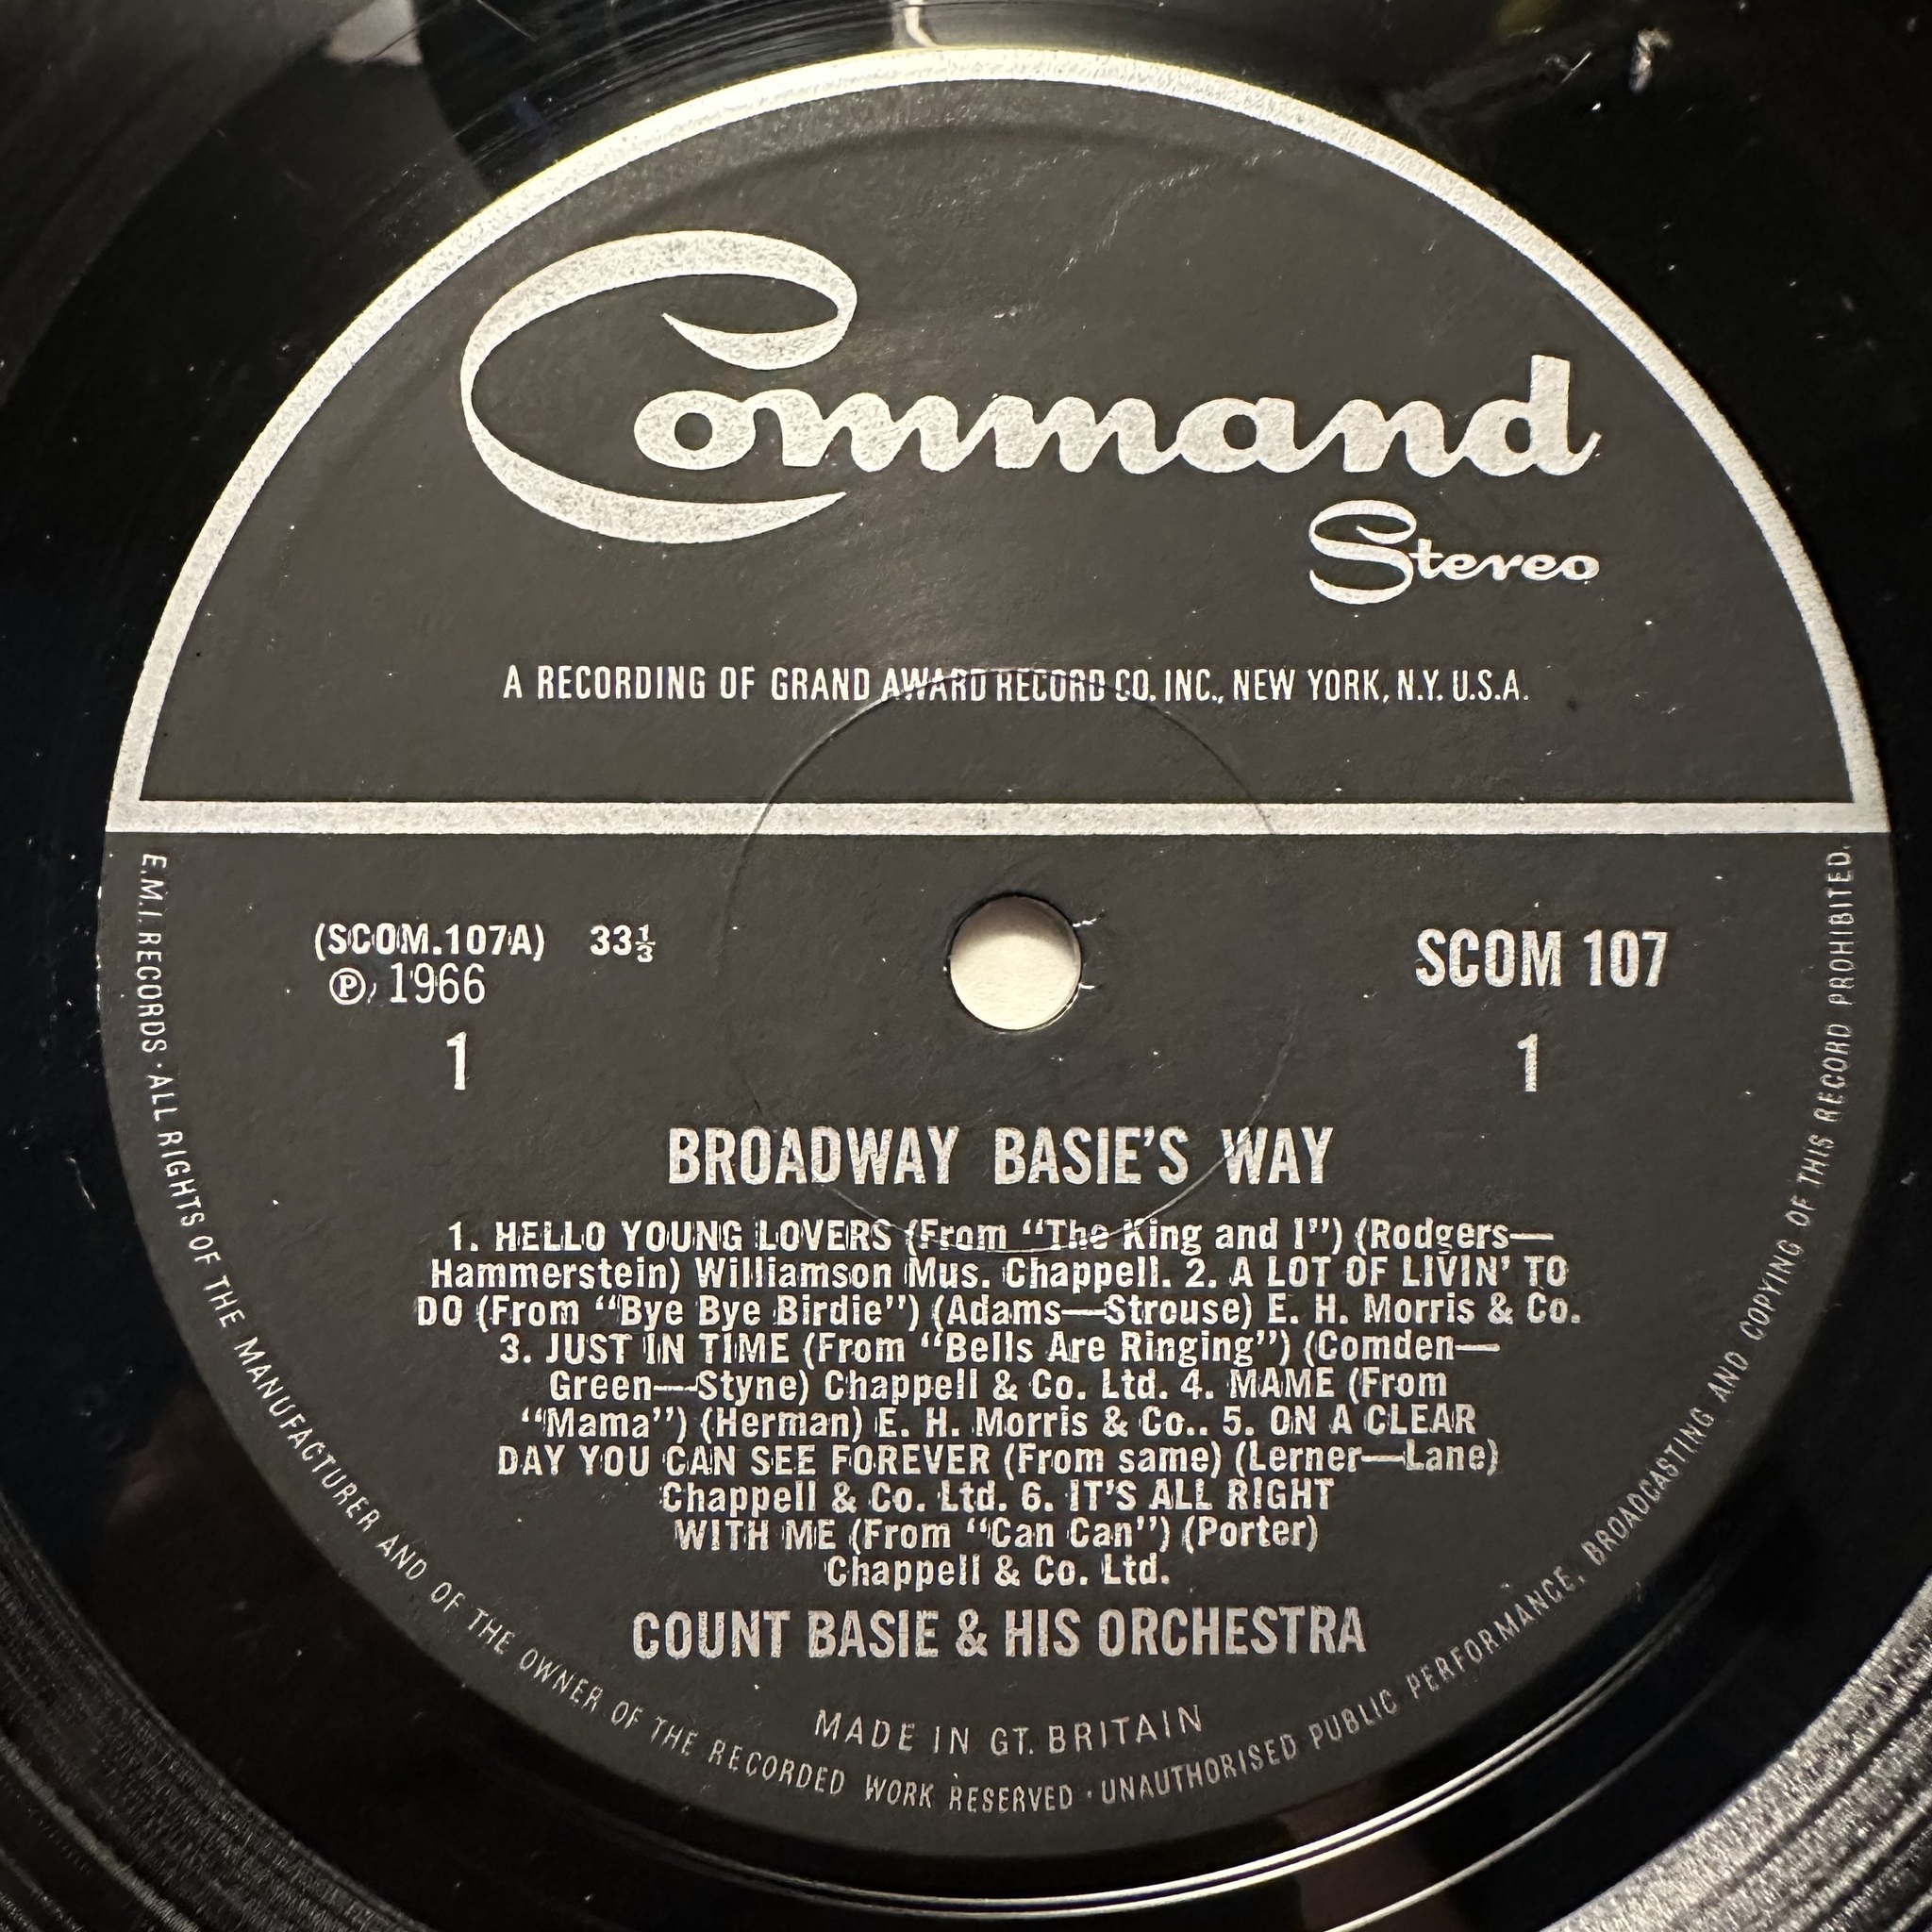 Command
Stereo
A RECORDING OF GRAND AWARD RECORD CO. INC., NEW YORK, N.Y. U.S.A.
(SCOM.107A) 33⅓
Ⓟ 1966
1
SCOM 107
1
BROADWAY BASIE'S WAY
1. HELLO YOUNG LOVERS (From “The King and I”) (Rodgers—
Hammerstein) Williamson Mus. Chappell. 2. A LOT OF LIVIN' TO
DO (From “Bye Bye Birdie”) (Adams—Strouse) E. H. Morris & Co.
3. JUST IN TIME (From “Bells Are Ringing”) (Comden—
Green—Styne) Chappell & Co. Ltd. 4. MAME (From
“Mama”) (Herman) E. H. Morris & Co.. 5. ON A CLEAR
DAY YOU CAN SEE FOREVER (From same) (Lerner—Lane)
Chappell & Co. Ltd. 6. IT'S ALL RIGHT
WITH ME (From “Can Can”) (Porter)
Chappell & Co. Ltd.
COUNT BASIE & HIS ORCHESTRA
MADE IN GT. BRITAIN
E.M.I. RECORDS · ALL RIGHTS OF THE MANUFACTURER AND OF THE OWNER OF THE RECORDED WORK RESERVED · UNAUTHORISED PUBLIC PERFORMANCE, BROADCASTING AND COPYING OF THIS RECORD PROHIBITED.